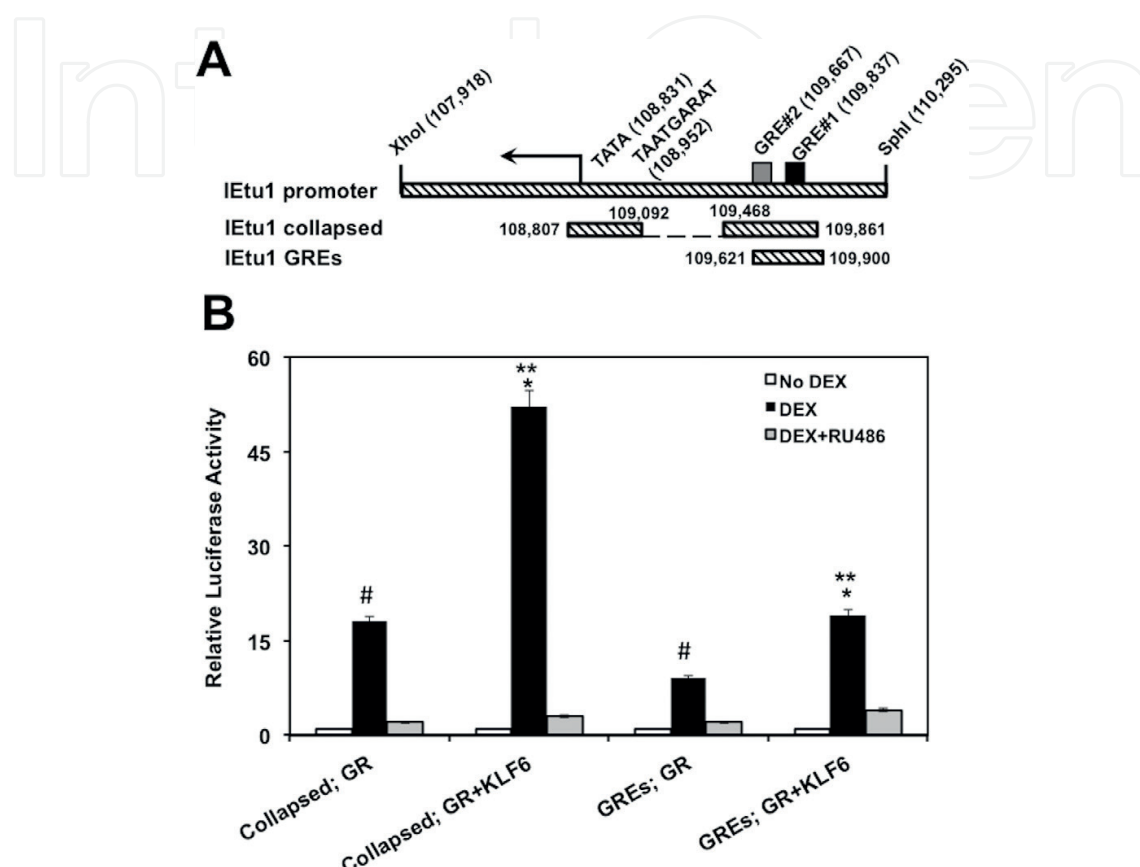 A
XhoI (107,918)
TATA (108,831)
TAATGARAT
(108,952)
GRE#2 (109,667)
GRE#1 (109,837)
SphI (110,295)
IEtu1 promoter
IEtu1 collapsed
108,807
109,092
109,468
109,861
IEtu1 GREs
109,621
109,900
B
Relative Luciferase Activity
60
45
30
15
0
No DEX
DEX
DEX+RU486
#
**
*
#
**
*
Collapsed; GR
Collapsed; GR+KLF6
GREs; GR
GREs; GR+KLF6